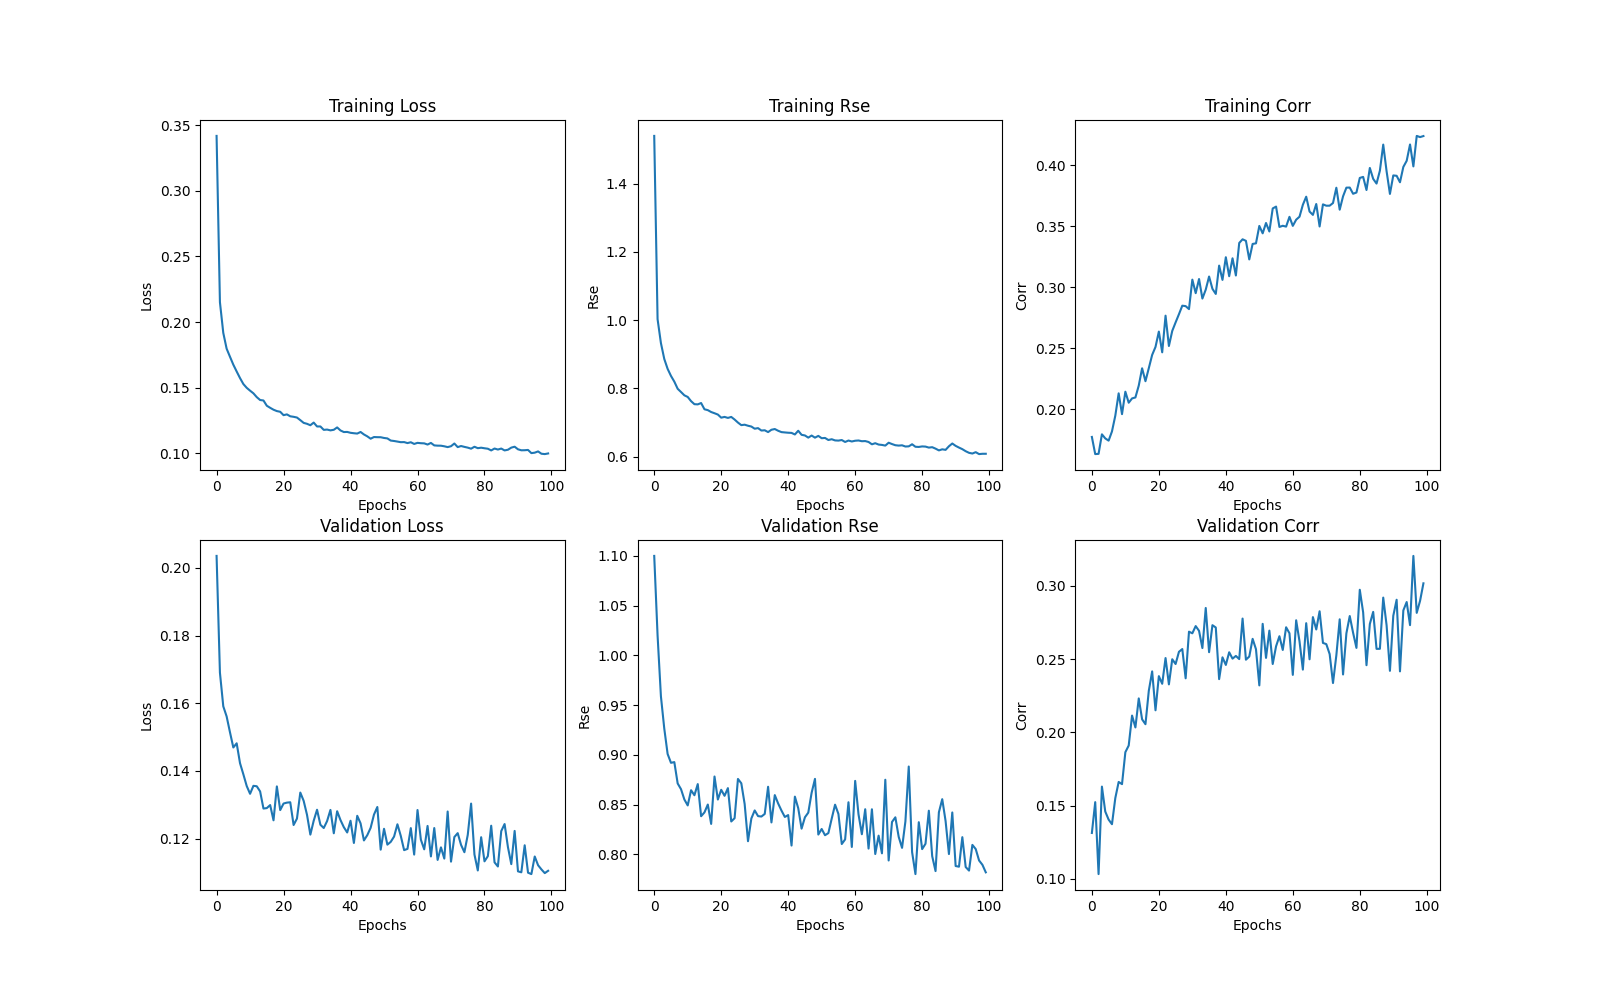 Training Loss
Training Rse
Training Corr
Loss
0.35
0.30
0.25
0.20
0.15
0.10
0 20 40 60 80 100
Epochs
Rse
1.4
1.2
1.0
0.8
0.6
0 20 40 60 80 100
Epochs
Corr
0.40
0.35
0.30
0.25
0.20
0 20 40 60 80 100
Epochs
Validation Loss
Validation Rse
Validation Corr
Loss
0.20
0.18
0.16
0.14
0.12
0 20 40 60 80 100
Epochs
Rse
1.10
1.05
1.00
0.95
0.90
0.85
0.80
0 20 40 60 80 100
Epochs
Corr
0.30
0.25
0.20
0.15
0.10
0 20 40 60 80 100
Epochs